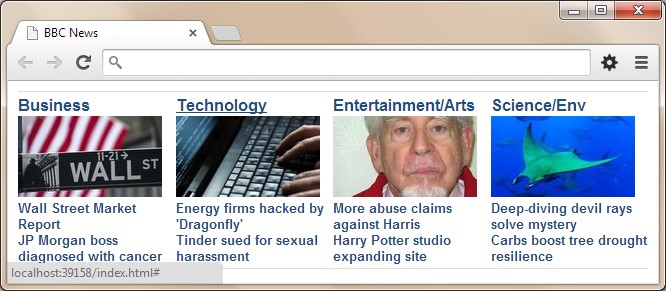 BBC News
Business
Technology
Entertainment/Arts
Science/Env
11-21
WALL ST
Wall Street Market
Report
JP Morgan boss
diagnosed with cancer
Energy firms hacked by
'Dragonfly'
Tinder sued for sexual
harassment
More abuse claims
against Harris
Harry Potter studio
expanding site
Deep-diving devil rays
solve mystery
Carbs boost tree drought
resilience
localhost:39158/index.html#